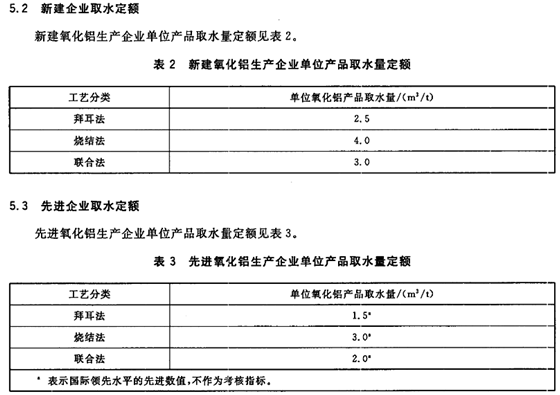 5.2 新建企业取水定额
新建氧化铝生产企业单位产品取水量定额见表2。
表2 新建氧化铝生产企业单位产品取水量定额
工艺分类 单位氧化铝产品取水量/(m³/t)
拜耳法 2.5
烧结法 4.0
联合法 3.0
5.3 先进企业取水定额
先进氧化铝生产企业单位产品取水量定额见表3。
表3 先进氧化铝生产企业单位产品取水量定额
工艺分类 单位氧化铝产品取水量/(m³/t)
拜耳法 1.5ᵃ
烧结法 3.0ᵃ
联合法 2.0ᵃ
ᵃ 表示国际领先水平的先进数值,不作为考核指标。